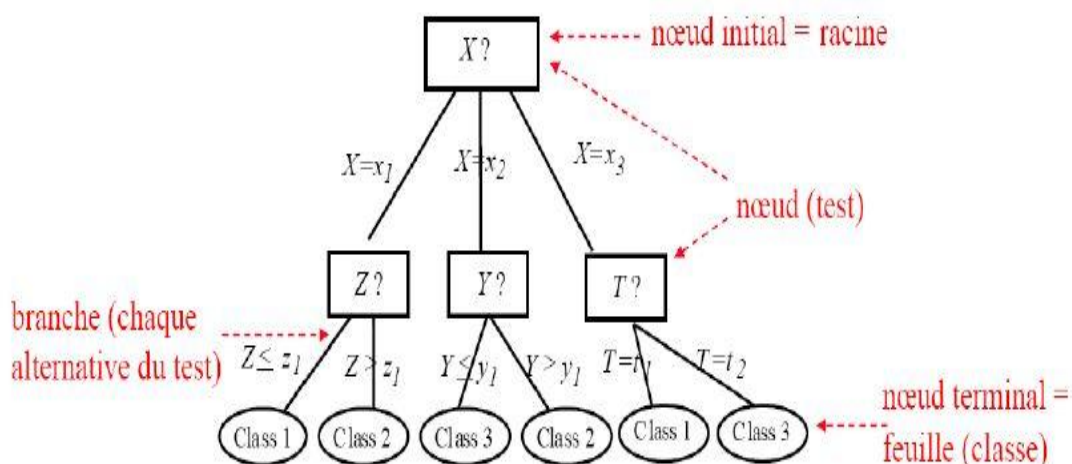 nœud initial = racine
X ?
X=x1
X=x2
X=x3
nœud (test)
Z ?
Y ?
T ?
branche (chaque
alternative du test)
Z ≤ z1
Z > z1
Y ≤ y1
Y > y1
T=t1
T=t2
Class 1
Class 2
Class 3
Class 2
Class 1
Class 3
nœud terminal =
feuille (classe)